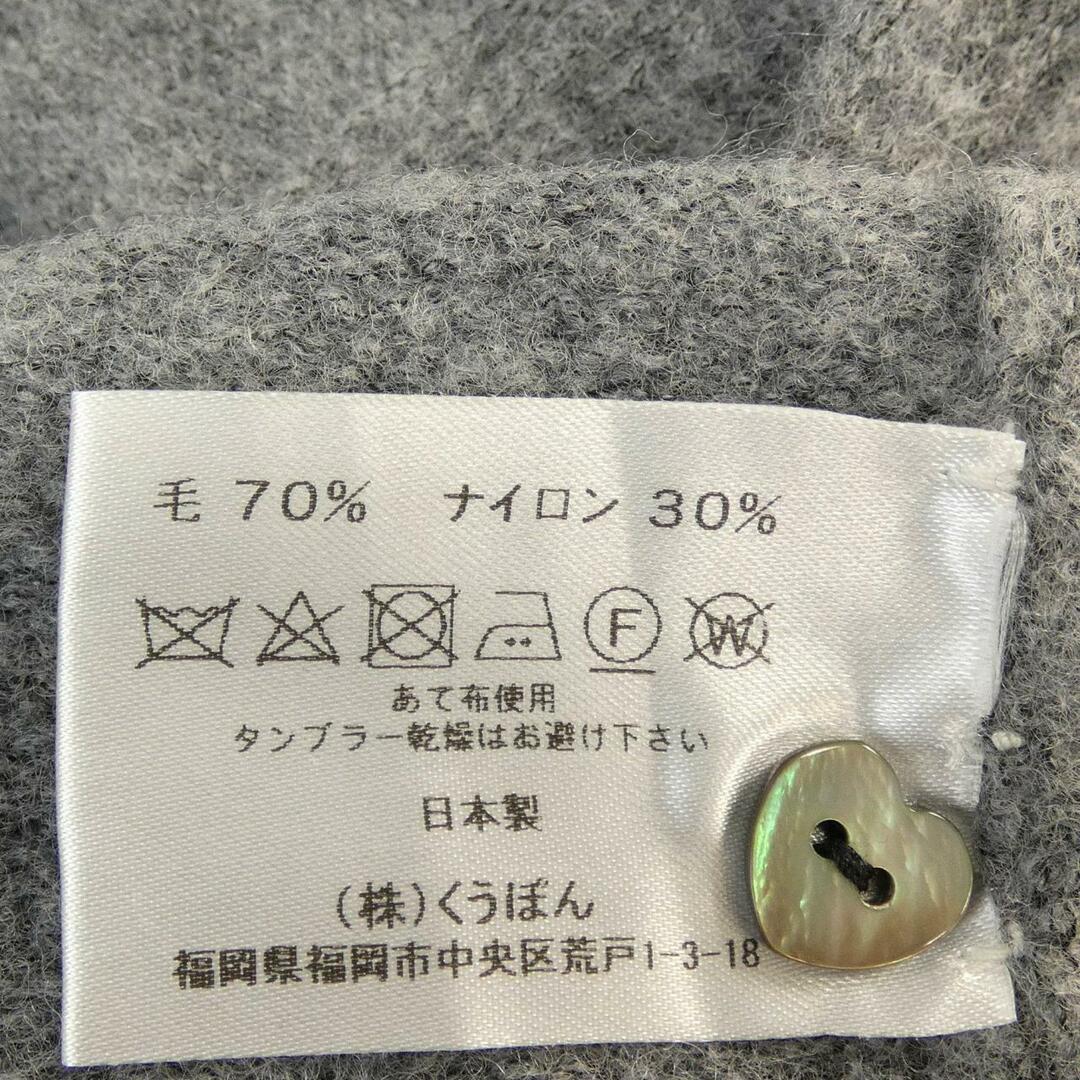 毛 70% ナイロン 30%
F W
あて布使用
タンブラー乾燥はお避け下さい
日本製
(株)くうぽん
福岡県福岡市中央区荒戸1-3-18